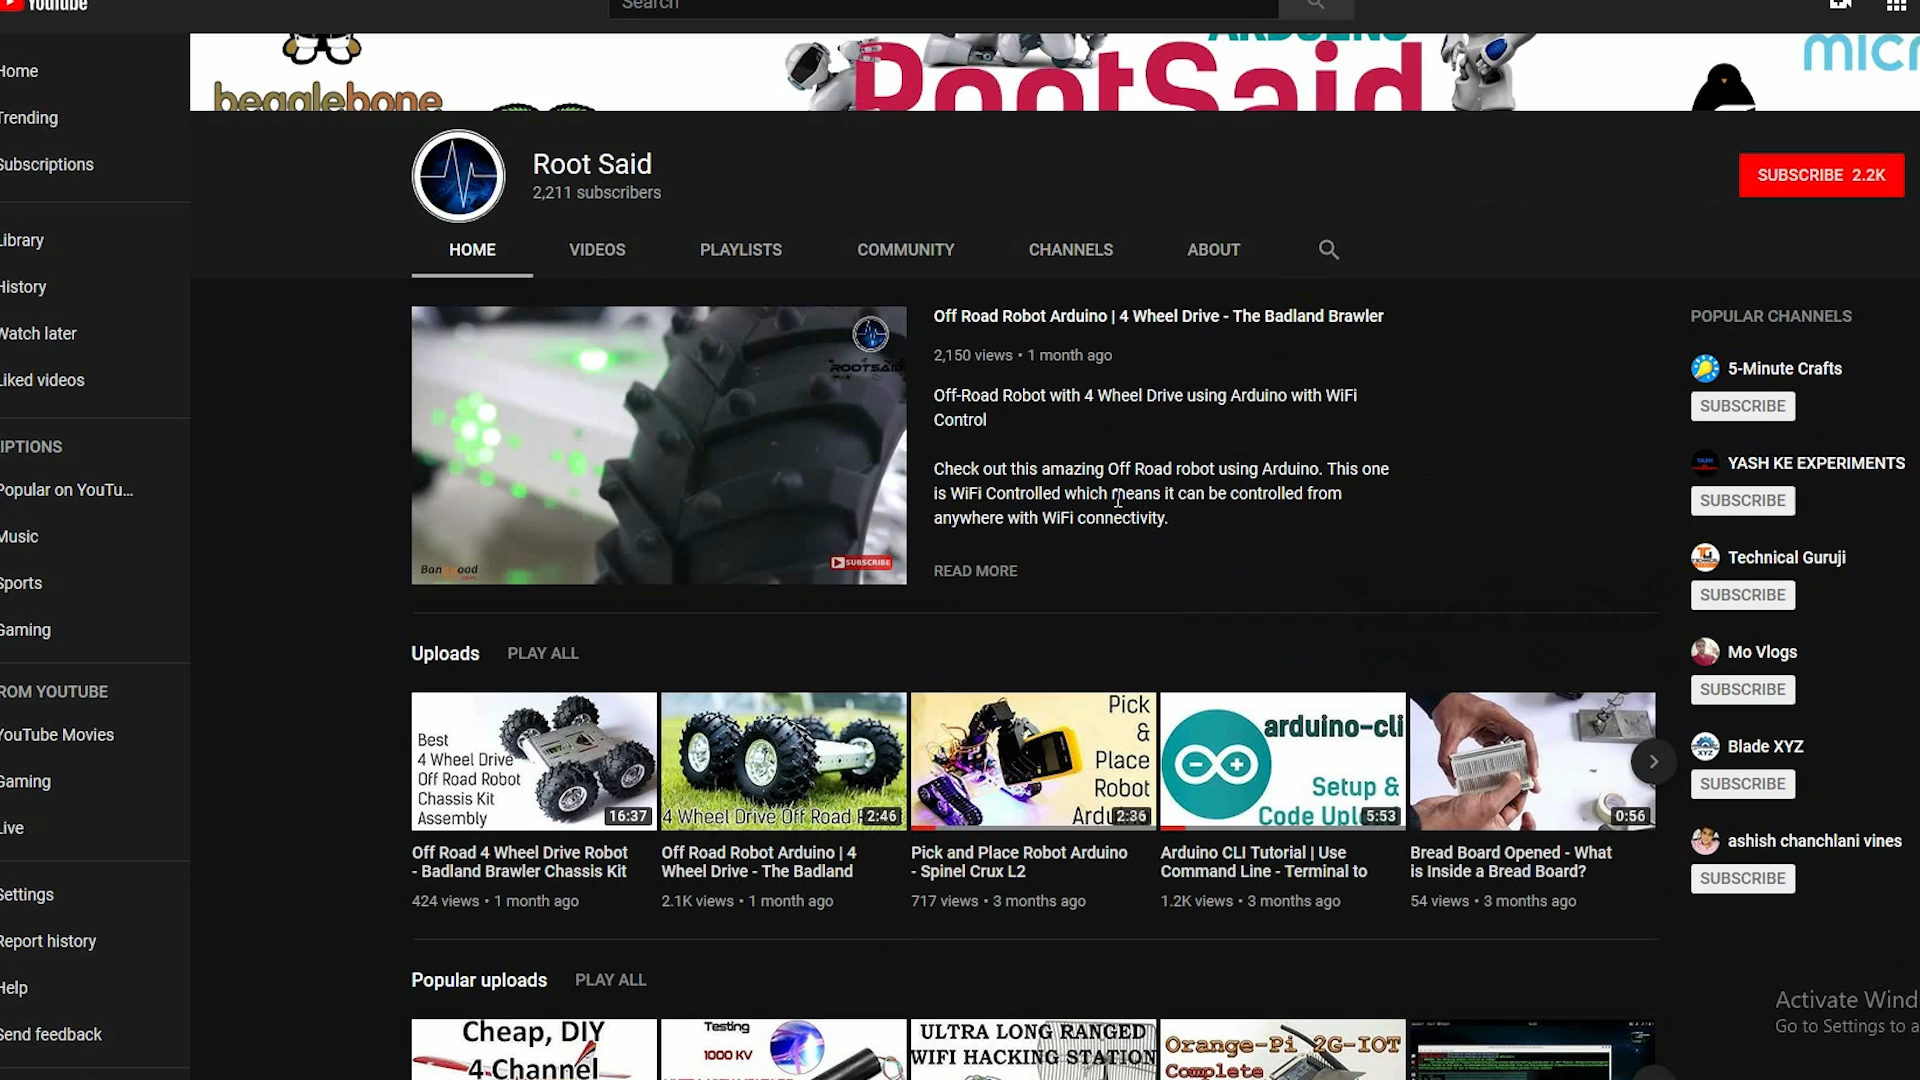 YouTube
Search
beaglebone
ARDUINO
RootSaid
micr
Home
Trending
Subscriptions
Library
History
Watch later
Liked videos
IPTIONS
Popular on YouTu...
Music
Sports
Gaming
ROM YOUTUBE
YouTube Movies
Gaming
Live
Settings
Report history
Help
Send feedback
Root Said
2,211 subscribers
SUBSCRIBE 2.2K
HOME
VIDEOS
PLAYLISTS
COMMUNITY
CHANNELS
ABOUT
ROOTSAID
SUBSCRIBE
Off Road Robot Arduino | 4 Wheel Drive - The Badland Brawler
2,150 views • 1 month ago
Off-Road Robot with 4 Wheel Drive using Arduino with WiFi
Control
Check out this amazing Off Road robot using Arduino. This one
is WiFi Controlled which means it can be controlled from
anywhere with WiFi connectivity.
READ MORE
Uploads PLAY ALL
Best
4 Wheel Drive
Off Road Robot
Chassis Kit
Assembly
16:37
Off Road 4 Wheel Drive Robot
- Badland Brawler Chassis Kit
424 views • 1 month ago
4 Wheel Drive Off Road
2:46
Off Road Robot Arduino | 4
Wheel Drive - The Badland
2.1K views • 1 month ago
Pick
&
Place
Robot
Ardu
2:36
Pick and Place Robot Arduino
- Spinel Crux L2
717 views • 3 months ago
arduino-cli
Setup &
Code Uplo
5:53
Arduino CLI Tutorial | Use
Command Line - Terminal to
1.2K views • 3 months ago
0:56
Bread Board Opened - What
is Inside a Bread Board?
54 views • 3 months ago
Popular uploads PLAY ALL
Cheap, DIY
4 Channel
Testing
1000 KV
ULTRA LONG RANGED
WIFI HACKING STATION
Orange-Pi 2G-IOT
Complete
POPULAR CHANNELS
5-Minute Crafts
SUBSCRIBE
YASH KE EXPERIMENTS
SUBSCRIBE
Technical Guruji
SUBSCRIBE
Mo Vlogs
SUBSCRIBE
Blade XYZ
SUBSCRIBE
ashish chanchlani vines
SUBSCRIBE
Activate Wind
Go to Settings to a